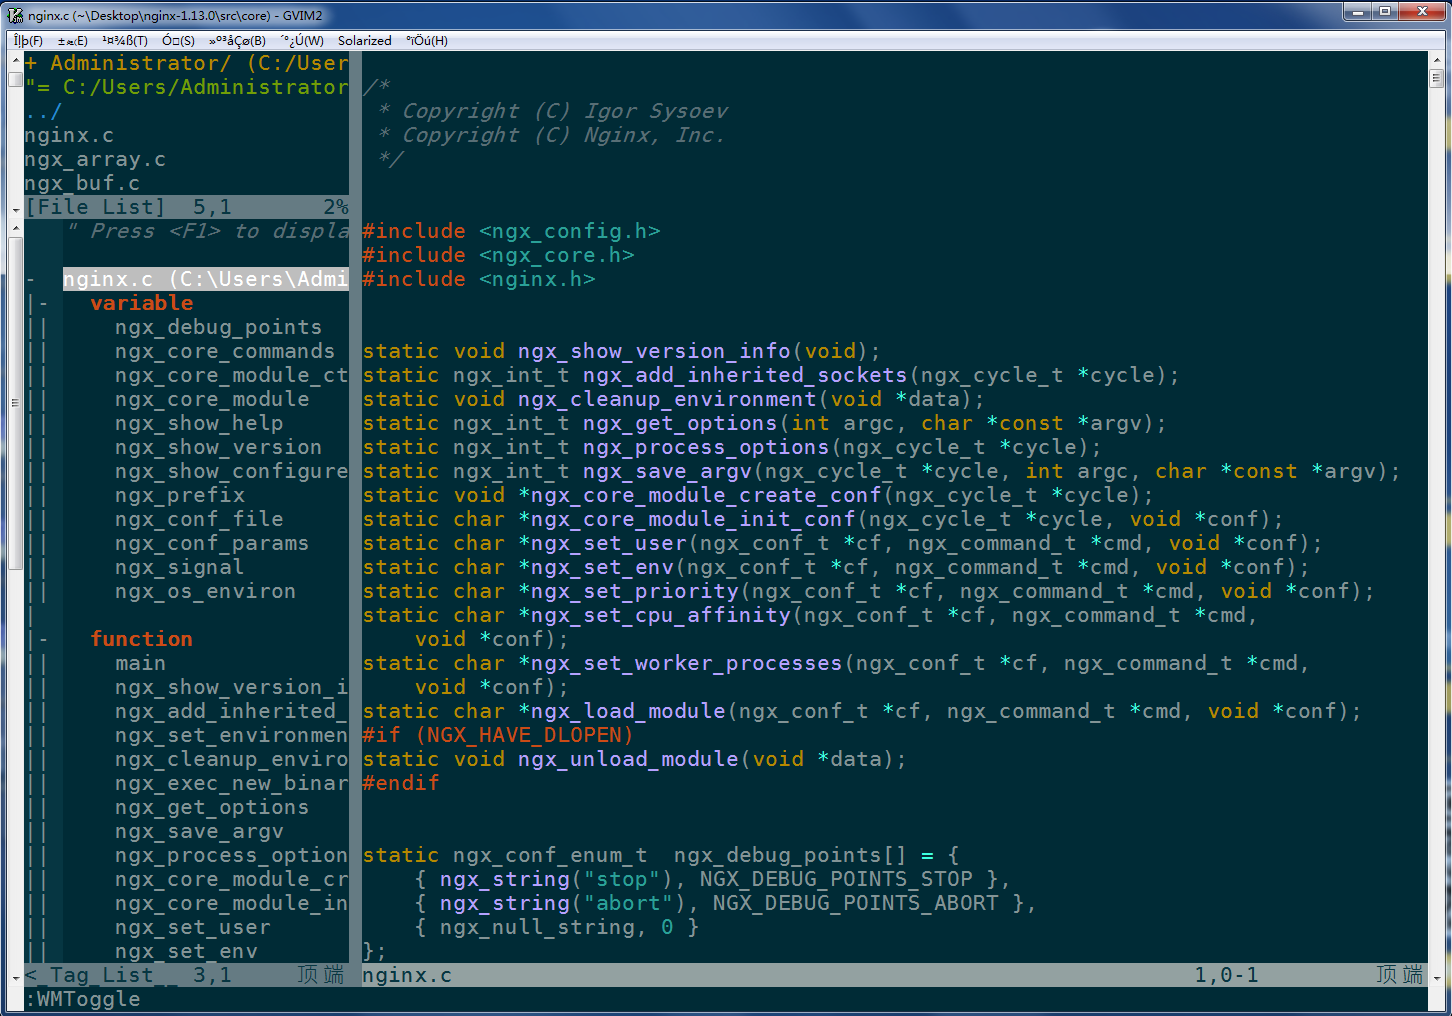 nginx.c (~\Desktop\nginx-1.13.0\src\core) - GVIM2
Îļþ(F) ±à(E) ¹¤¾ß(T) Ó□(S) »º³åÇø(B) ´°¿Ú(W) Solarized °ïÖú(H)
+ Administrator/ (C:/User
"= C:/Users/Administrator
../
nginx.c
ngx_array.c
ngx_buf.c
[File List] 5,1 2%
" Press <F1> to displa
- nginx.c (C:\Users\Admi
|- variable
|| ngx_debug_points
|| ngx_core_commands
|| ngx_core_module_ct
|| ngx_core_module
|| ngx_show_help
|| ngx_show_version
|| ngx_show_configure
|| ngx_prefix
|| ngx_conf_file
|| ngx_conf_params
|| ngx_signal
|| ngx_os_environ
|
|- function
|| main
|| ngx_show_version_i
|| ngx_add_inherited_
|| ngx_set_environmen
|| ngx_cleanup_enviro
|| ngx_exec_new_binar
|| ngx_get_options
|| ngx_save_argv
|| ngx_process_option
|| ngx_core_module_cr
|| ngx_core_module_in
|| ngx_set_user
|| ngx_set_env
<_Tag_List__ 3,1 顶端
/*
 * Copyright (C) Igor Sysoev
 * Copyright (C) Nginx, Inc.
 */
#include <ngx_config.h>
#include <ngx_core.h>
#include <nginx.h>
static void ngx_show_version_info(void);
static ngx_int_t ngx_add_inherited_sockets(ngx_cycle_t *cycle);
static void ngx_cleanup_environment(void *data);
static ngx_int_t ngx_get_options(int argc, char *const *argv);
static ngx_int_t ngx_process_options(ngx_cycle_t *cycle);
static ngx_int_t ngx_save_argv(ngx_cycle_t *cycle, int argc, char *const *argv);
static void *ngx_core_module_create_conf(ngx_cycle_t *cycle);
static char *ngx_core_module_init_conf(ngx_cycle_t *cycle, void *conf);
static char *ngx_set_user(ngx_conf_t *cf, ngx_command_t *cmd, void *conf);
static char *ngx_set_env(ngx_conf_t *cf, ngx_command_t *cmd, void *conf);
static char *ngx_set_priority(ngx_conf_t *cf, ngx_command_t *cmd, void *conf);
static char *ngx_set_cpu_affinity(ngx_conf_t *cf, ngx_command_t *cmd,
    void *conf);
static char *ngx_set_worker_processes(ngx_conf_t *cf, ngx_command_t *cmd,
    void *conf);
static char *ngx_load_module(ngx_conf_t *cf, ngx_command_t *cmd, void *conf);
#if (NGX_HAVE_DLOPEN)
static void ngx_unload_module(void *data);
#endif
static ngx_conf_enum_t  ngx_debug_points[] = {
    { ngx_string("stop"), NGX_DEBUG_POINTS_STOP },
    { ngx_string("abort"), NGX_DEBUG_POINTS_ABORT },
    { ngx_null_string, 0 }
};
nginx.c 1,0-1 顶端
:WMToggle